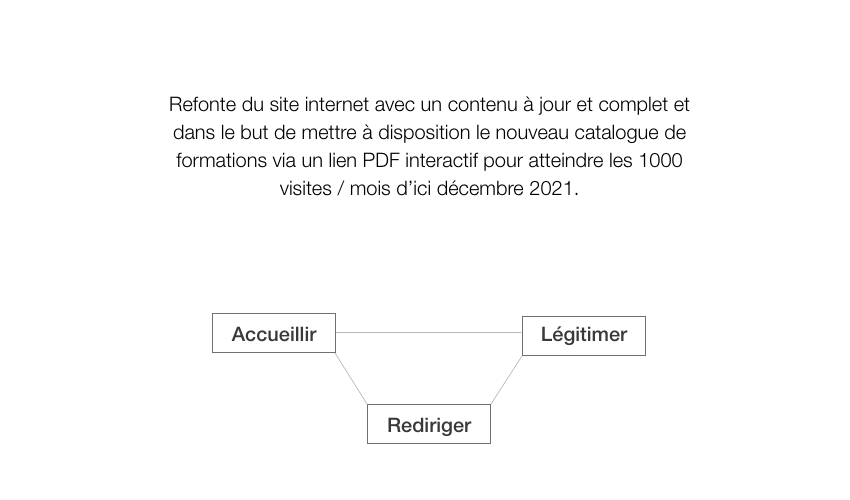 Refonte du site internet avec un contenu à jour et complet et
dans le but de mettre à disposition le nouveau catalogue de
formations via un lien PDF interactif pour atteindre les 1000
visites / mois d’ici décembre 2021.
Accueillir
Légitimer
Rediriger